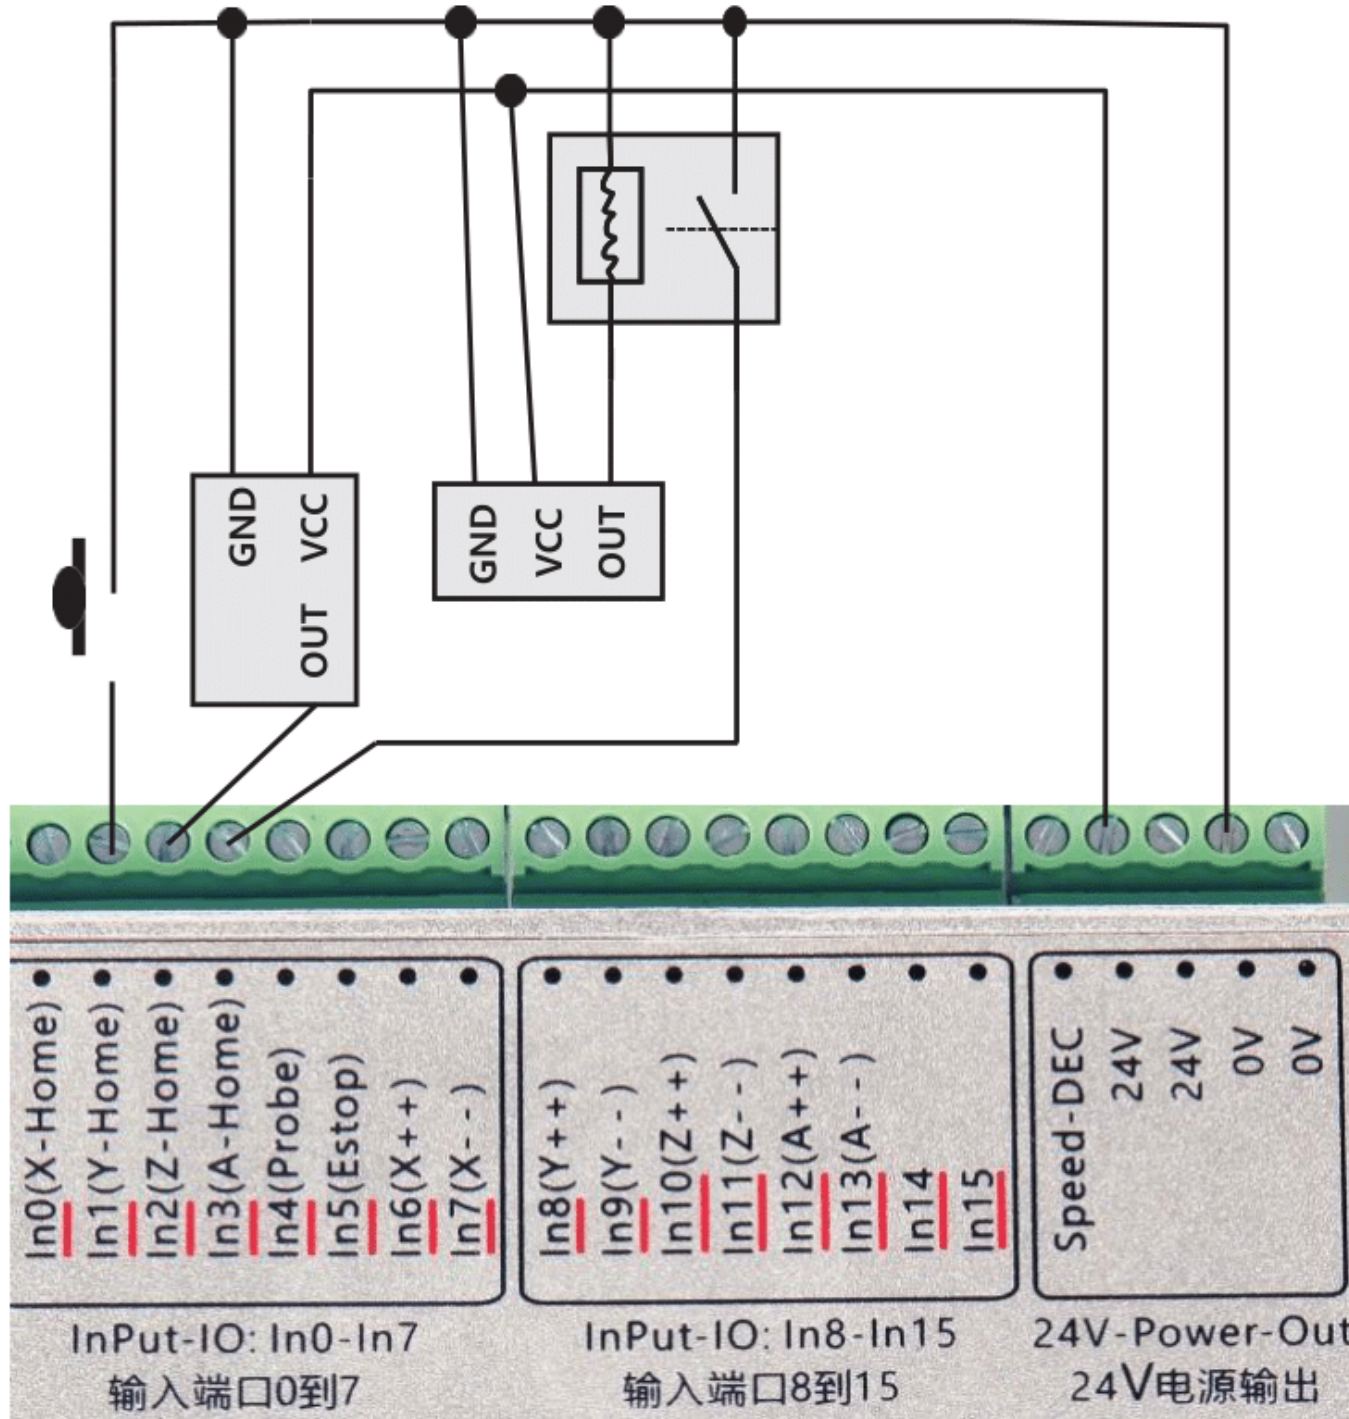 GND
VCC
OUT
GND
VCC
OUT
In0(X-Home)
In1(Y-Home)
In2(Z-Home)
In3(A-Home)
In4(Probe)
In5(Estop)
In6(X++)
In7(X--)
In8(Y++)
In9(Y--)
In10(Z++)
In11(Z--)
In12(A++)
In13(A--)
In14
In15
Speed-DEC
24V
24V
0V
0V
InPut-IO: In0-In7
输入端口0到7
InPut-IO: In8-In15
输入端口8到15
24V-Power-Out
24V电源输出